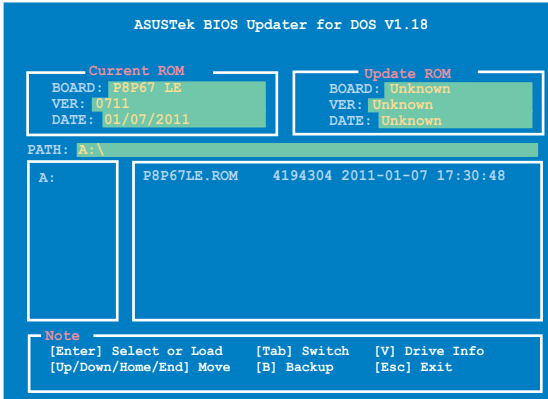 ASUSTek BIOS Updater for DOS V1.18
Current ROM
BOARD: P8P67 LE
VER: 0711
DATE: 01/07/2011
Update ROM
BOARD: Unknown
VER: Unknown
DATE: Unknown
PATH: A:\
A:
P8P67LE.ROM 4194304 2011-01-07 17:30:48
Note
[Enter] Select or Load [Tab] Switch [V] Drive Info
[Up/Down/Home/End] Move [B] Backup [Esc] Exit